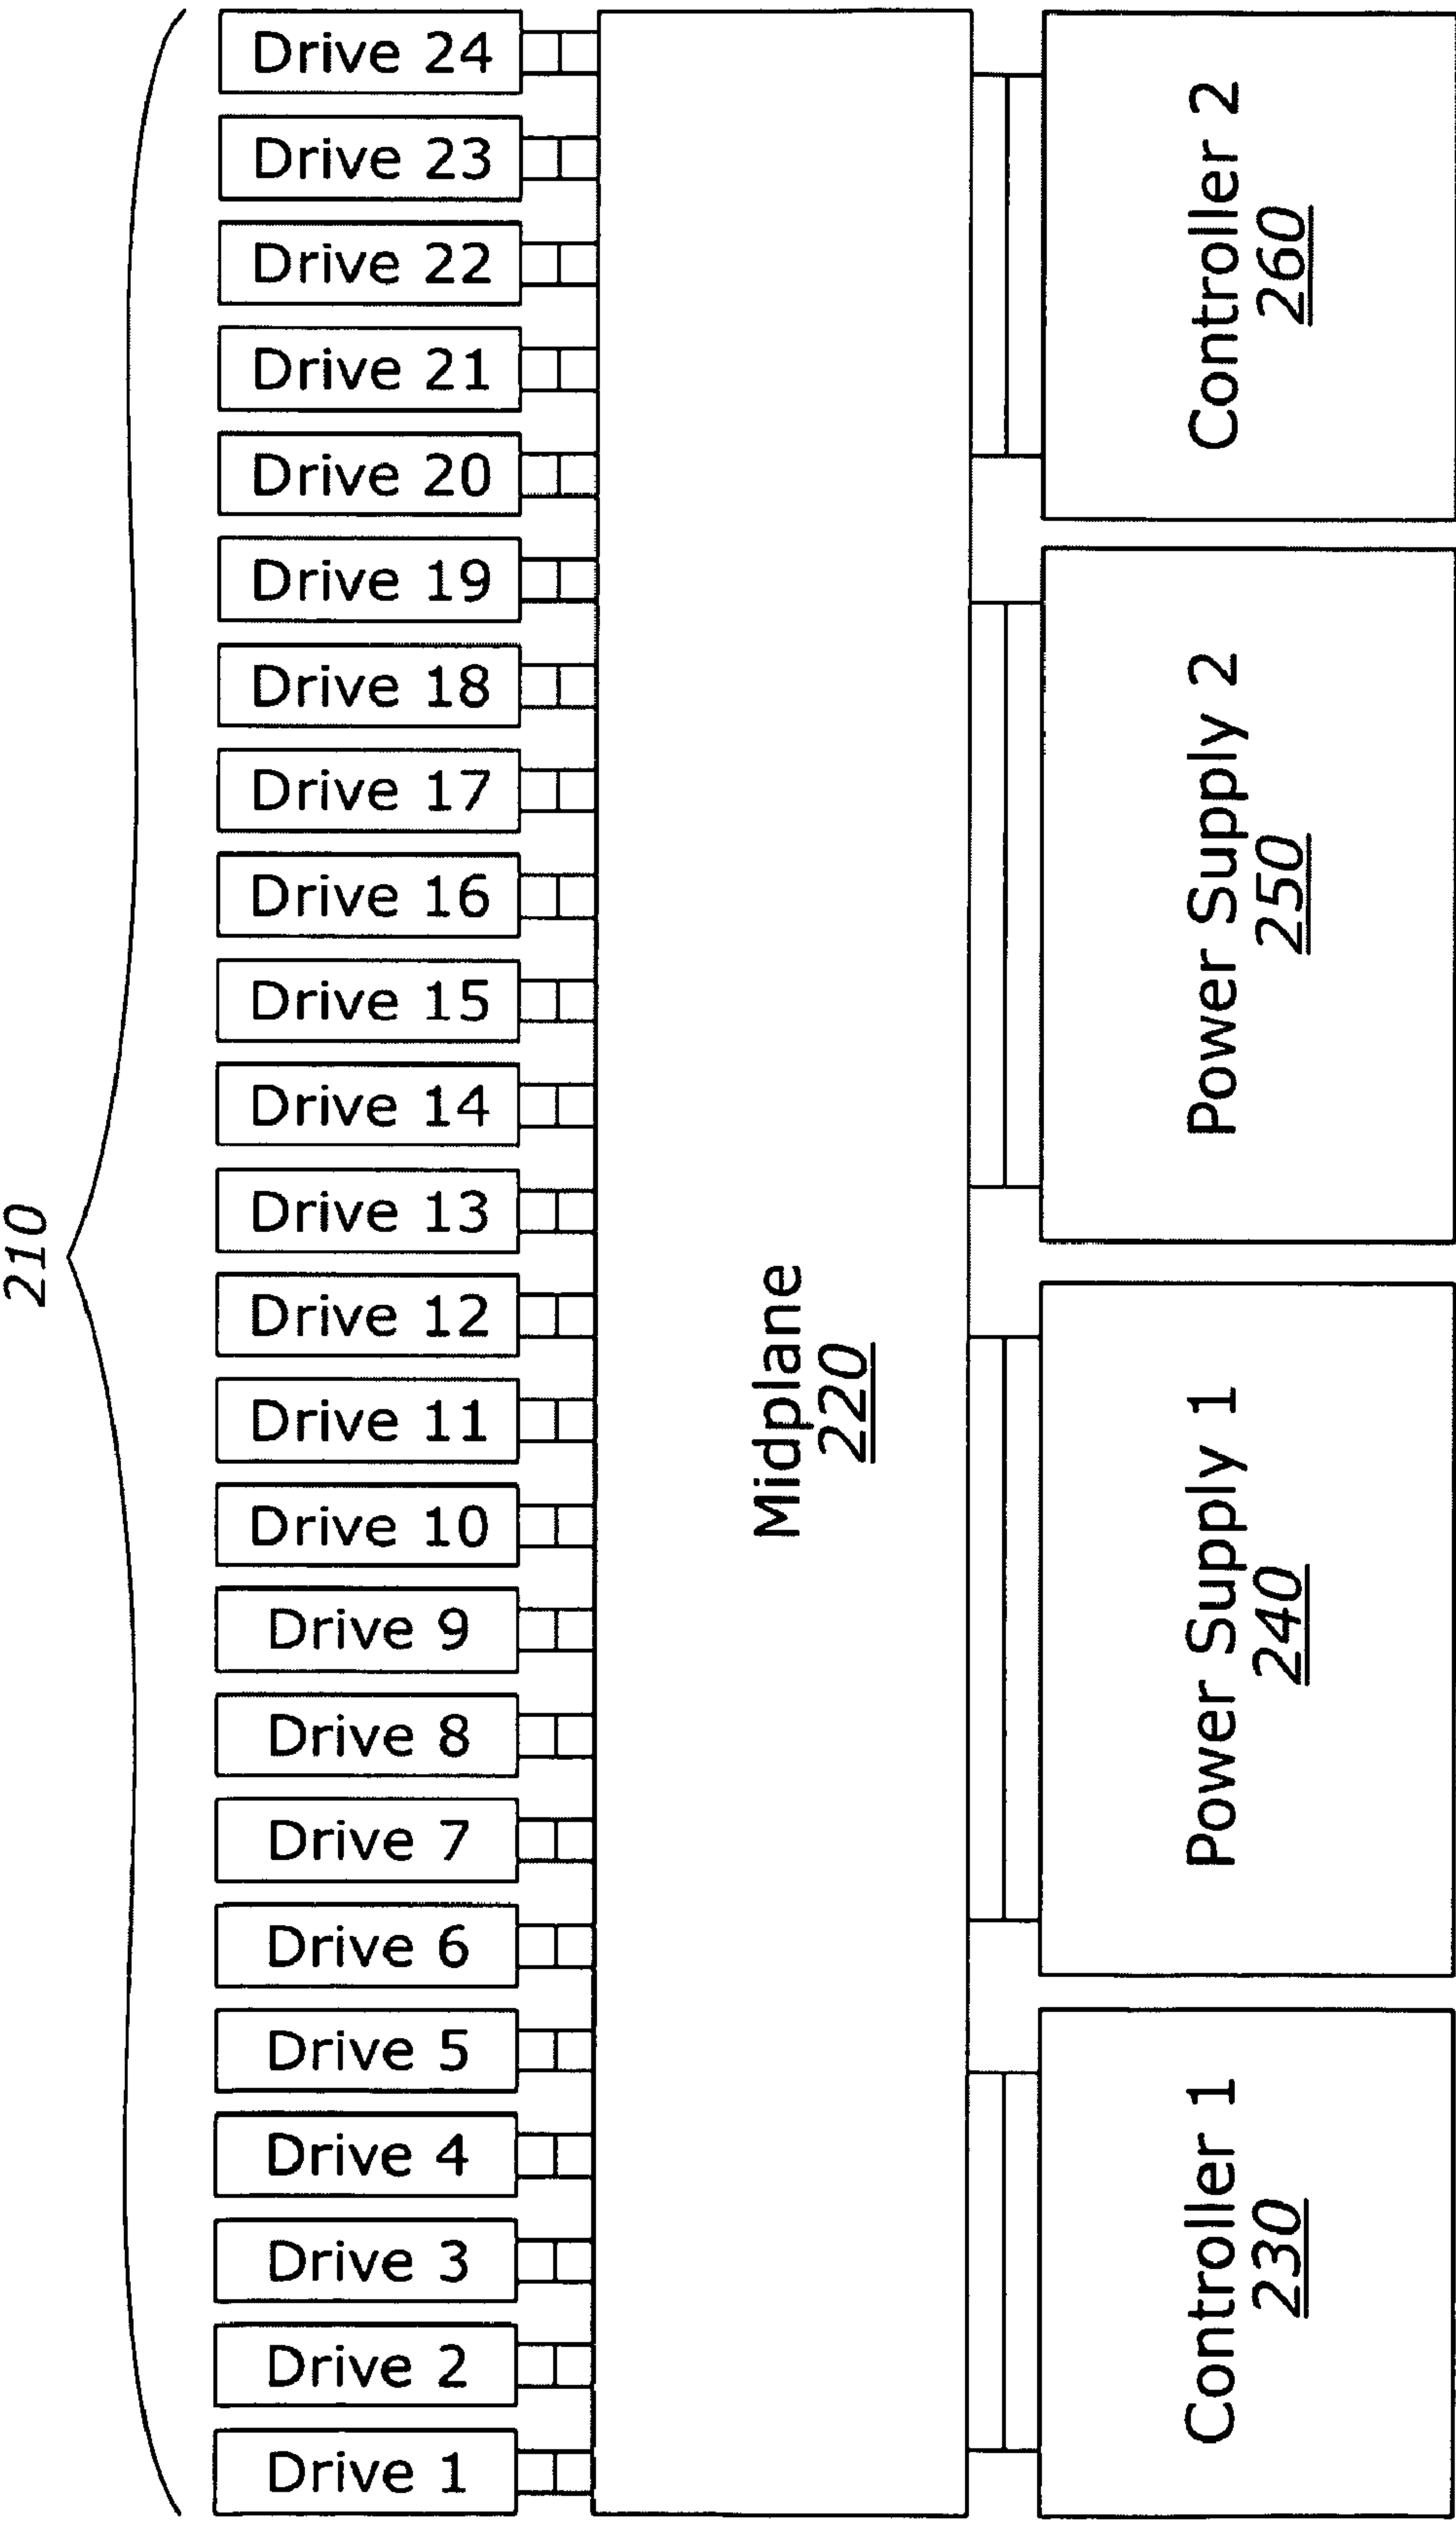 210
Drive 24
Drive 23
Drive 22
Drive 21
Drive 20
Drive 19
Drive 18
Drive 17
Drive 16
Drive 15
Drive 14
Drive 13
Drive 12
Drive 11
Drive 10
Drive 9
Drive 8
Drive 7
Drive 6
Drive 5
Drive 4
Drive 3
Drive 2
Drive 1
Midplane
220
Controller 2
260
Power Supply 2
250
Power Supply 1
240
Controller 1
230